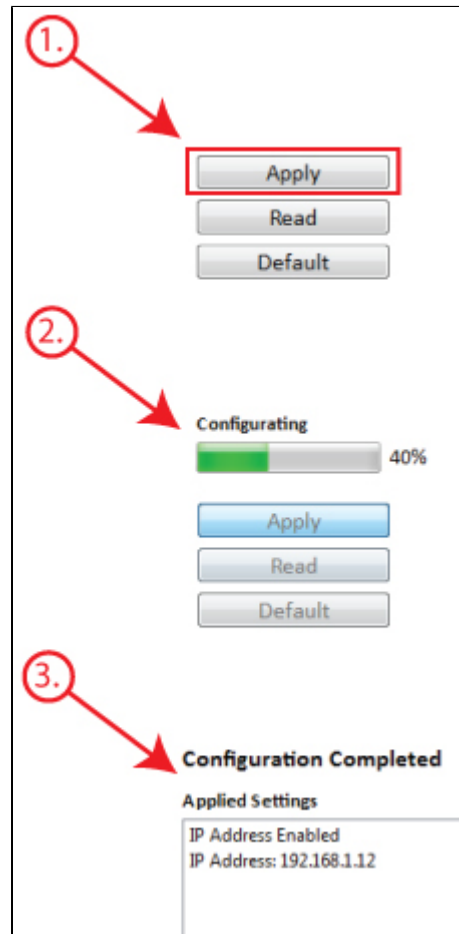 1.
Apply
Read
Default
2.
Configurating
40%
Apply
Read
Default
3.
Configuration Completed
Applied Settings
IP Address Enabled
IP Address: 192.168.1.12